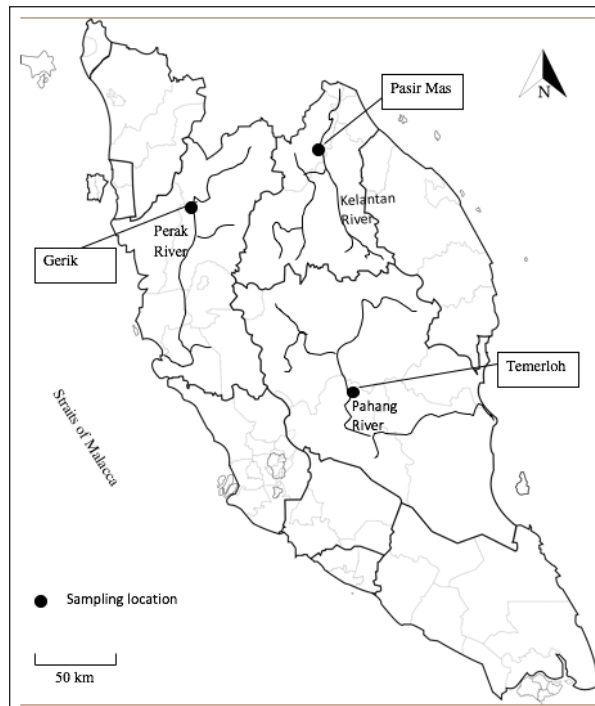 Pasir Mas
N
Kelantan
River
Perak
River
Gerik
Temerloh
Pahang
River
Straits of Malacca
Sampling location
50 km